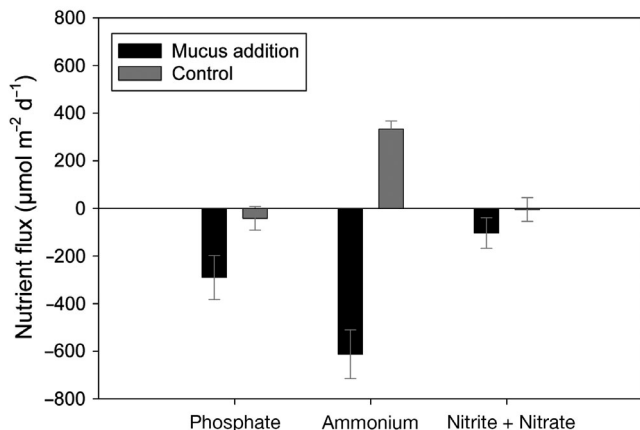 800
600
400
200
0
−200
−400
−600
−800
Nutrient flux (µmol m⁻² d⁻¹)
Mucus addition
Control
Phosphate Ammonium Nitrite + Nitrate